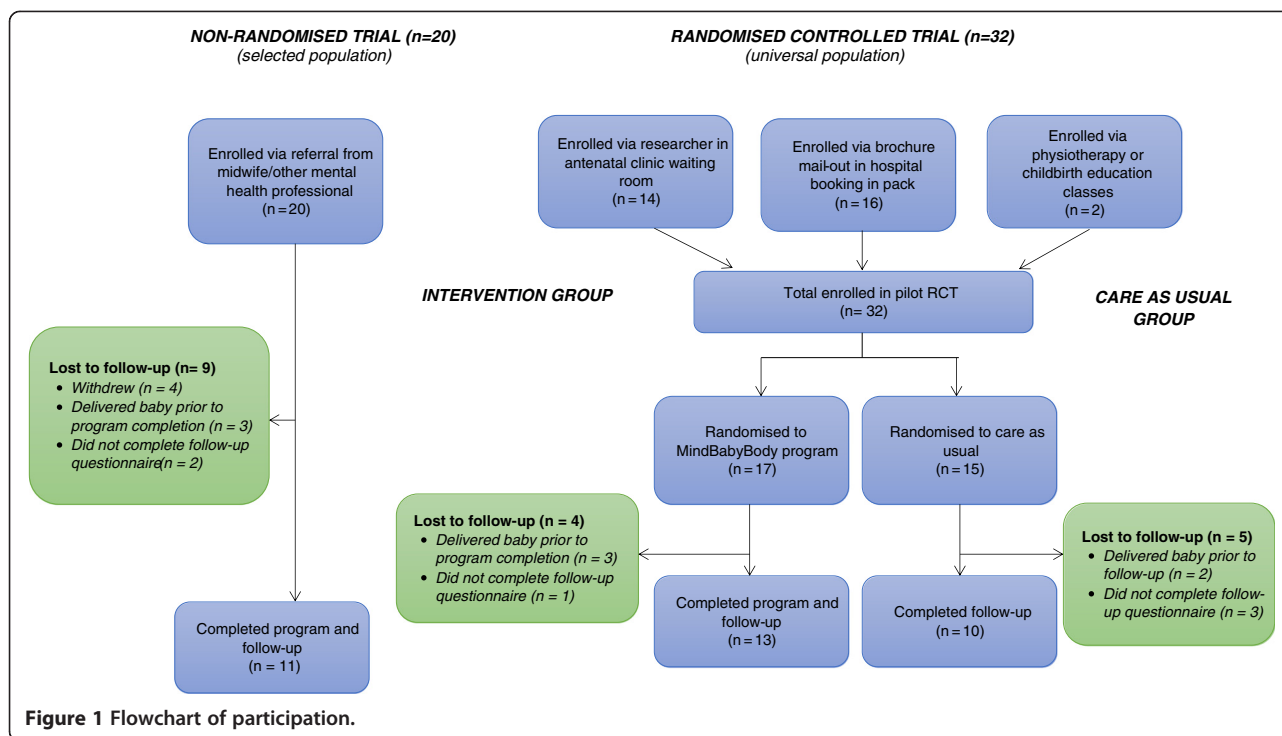 NON-RANDOMISED TRIAL (n=20)
(selected population)
RANDOMISED CONTROLLED TRIAL (n=32)
(universal population)
Enrolled via referral from
midwife/other mental
health professional
(n = 20)
Enrolled via researcher in
antenatal clinic waiting
room
(n = 14)
Enrolled via brochure
mail-out in hospital
booking in pack
(n = 16)
Enrolled via
physiotherapy or
childbirth education
classes
(n = 2)
INTERVENTION GROUP
Total enrolled in pilot RCT
(n= 32)
CARE AS USUAL
GROUP
Lost to follow-up (n= 9)
• Withdrew (n = 4)
• Delivered baby prior to
program completion (n = 3)
• Did not complete follow-up
questionnaire(n = 2)
Randomised to
MindBabyBody program
(n = 17)
Randomised to care as
usual
(n = 15)
Lost to follow-up (n = 4)
• Delivered baby prior to
program completion (n = 3)
• Did not complete follow-up
questionnaire (n = 1)
Lost to follow-up (n = 5)
• Delivered baby prior to
follow-up (n = 2)
• Did not complete follow-
up questionnaire (n = 3)
Completed program and
follow-up
(n = 11)
Completed program and
follow-up
(n = 13)
Completed follow-up
(n = 10)
Figure 1 Flowchart of participation.